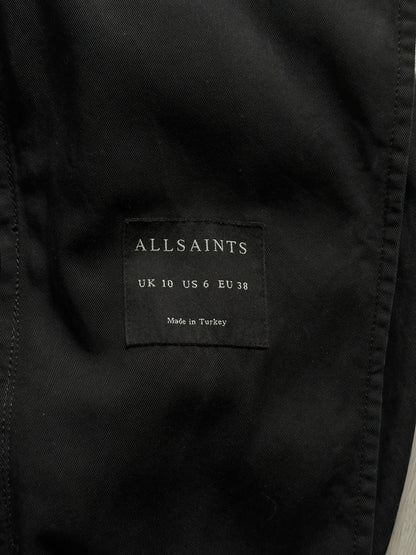 ALLSAINTS
UK 10 US 6 EU 38
Made in Turkey